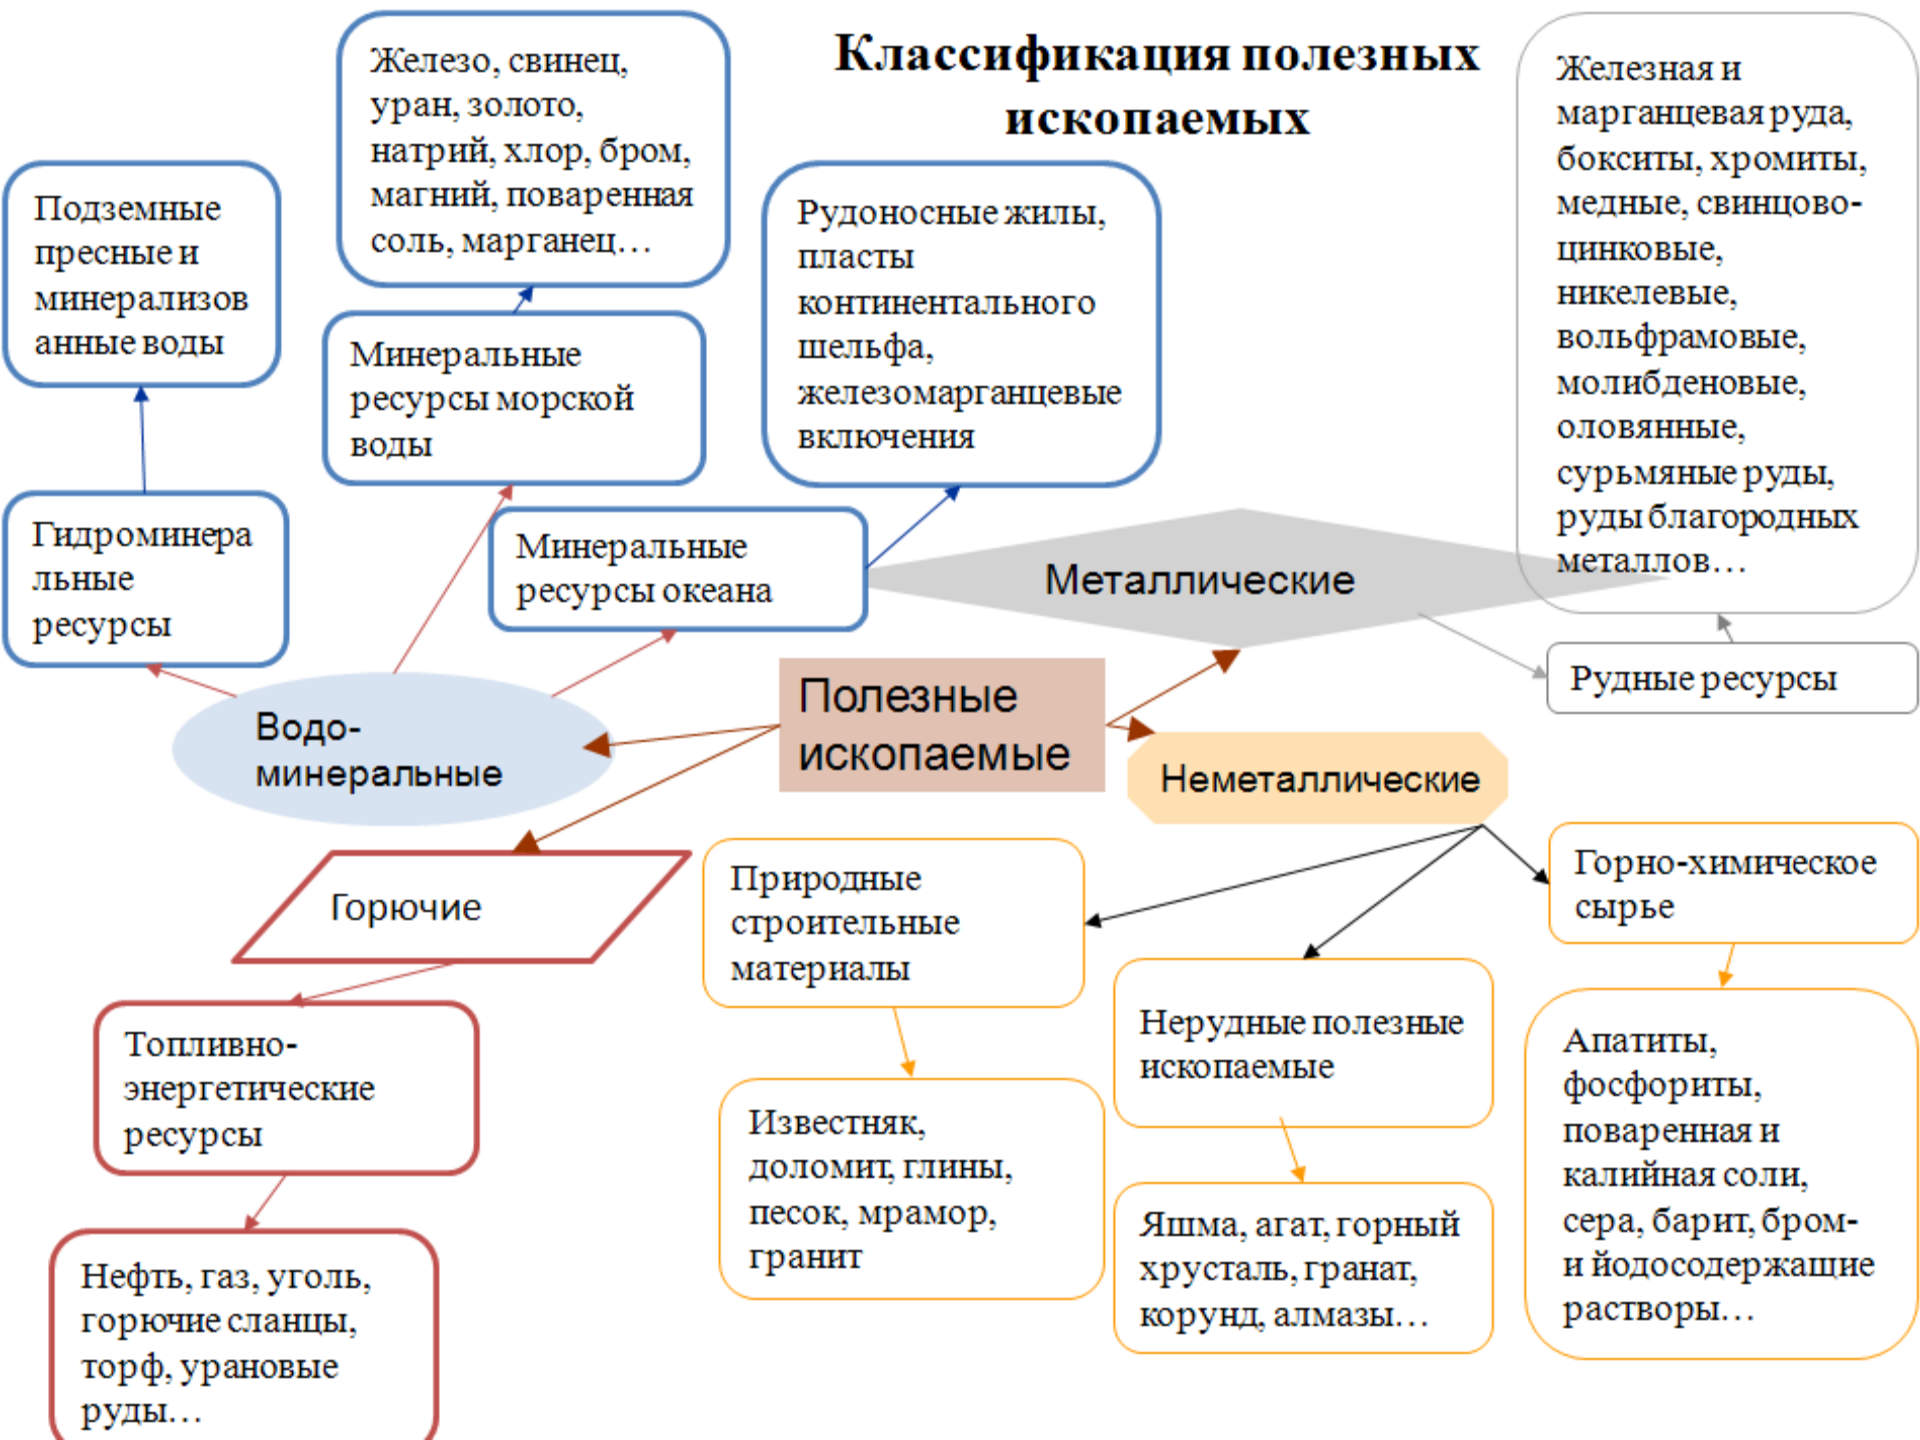 Классификация полезных
ископаемых
Железо, свинец,
уран, золото,
натрий, хлор, бром,
магний, поваренная
соль, марганец…
Железная и
марганцевая руда,
бокситы, хромиты,
медные, свинцово-
цинковые,
никелевые,
вольфрамовые,
молибденовые,
оловянные,
сурьмяные руды,
руды благородных
металлов…
Подземные
пресные и
минерализов
анные воды
Рудоносные жилы,
пласты
континентального
шельфа,
железомарганцевые
включения
Минеральные
ресурсы морской
воды
Гидроминера
льные
ресурсы
Минеральные
ресурсы океана
Металлические
Рудные ресурсы
Полезные
ископаемые
Водо-
минеральные
Неметаллические
Горючие
Природные
строительные
материалы
Горно-химическое
сырье
Нерудные полезные
ископаемые
Топливно-
энергетические
ресурсы
Известняк,
доломит, глины,
песок, мрамор,
гранит
Апатиты,
фосфориты,
поваренная и
калийная соли,
сера, барит, бром-
и йодосодержащие
растворы…
Яшма, агат, горный
хрусталь, гранат,
корунд, алмазы…
Нефть, газ, уголь,
горючие сланцы,
торф, урановые
руды…